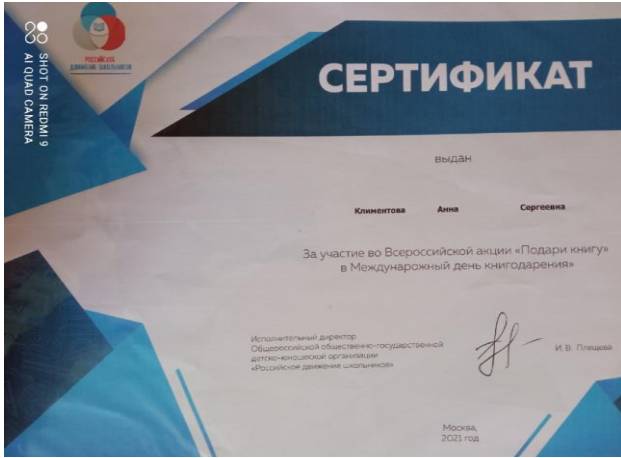 SHOT ON REDMI 9
AI QUAD CAMERA
РОССИЙСКОЕ
ДВИЖЕНИЕ ШКОЛЬНИКОВ
СЕРТИФИКАТ
выдан
Климентова Анна Сергеевна
За участие во Всероссийской акции «Подари книгу»
в Международный день книгодарения»
Исполнительный директор
Общероссийской общественно-государственной
детско-юношеской организации
«Российское движение школьников»
И. В. Плещева
Москва,
2021 год